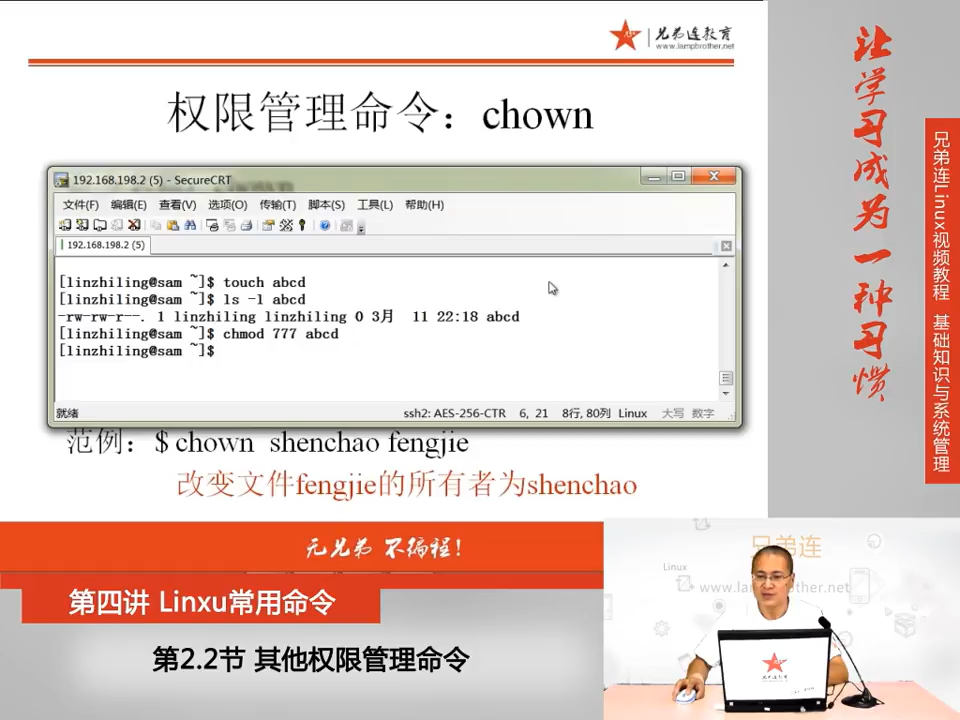 兄弟连教育
www.lampbrother.net
权限管理命令：chown
192.168.198.2 (5) - SecureCRT
文件(F) 编辑(E) 查看(V) 选项(O) 传输(T) 脚本(S) 工具(L) 帮助(H)
192.168.198.2 (5)
[linzhiling@sam ~]$ touch abcd
[linzhiling@sam ~]$ ls -l abcd
-rw-rw-r--. 1 linzhiling linzhiling 0 3月  11 22:18 abcd
[linzhiling@sam ~]$ chmod 777 abcd
[linzhiling@sam ~]$
就绪 ssh2: AES-256-CTR 6, 21 8行, 80列 Linux 大写 数字
范例：$ chown shenchao fengjie
改变文件fengjie的所有者为shenchao
让学习成为一种习惯
兄弟连Linux视频教程 基础知识与系统管理
无兄弟 不编程！
第四讲 Linxu常用命令
第2.2节 其他权限管理命令
兄弟连
Linux
www.lampbrother.net